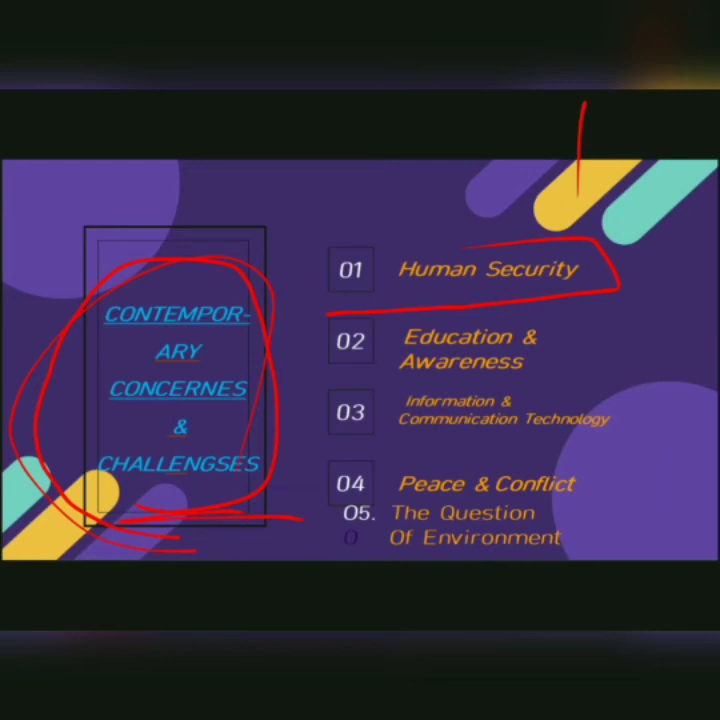 CONTEMPOR-
ARY
CONCERNES
&
CHALLENGSES
01 Human Security
02 Education &
Awareness
03 Information &
Communication Technology
04 Peace & Conflict
05. The Question
0 Of Environment